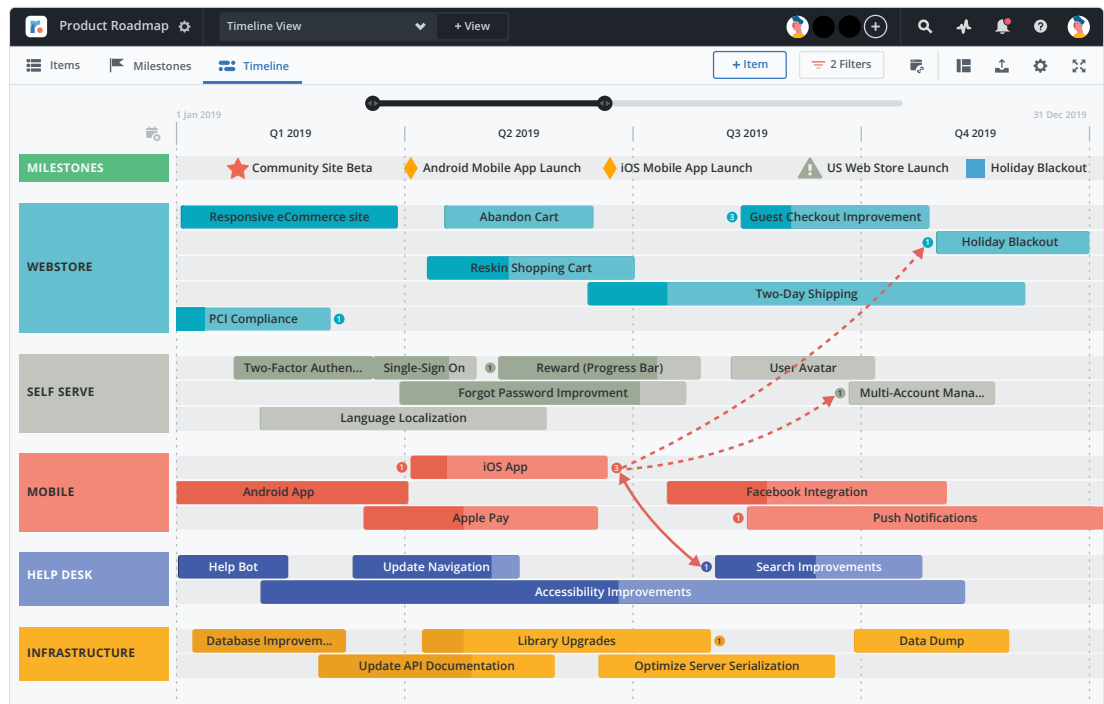 Product Roadmap
Timeline View
+ View
Items
Milestones
Timeline
+ Item
2 Filters
1 Jan 2019
31 Dec 2019
Q1 2019
Q2 2019
Q3 2019
Q4 2019
MILESTONES
Community Site Beta
Android Mobile App Launch
iOS Mobile App Launch
US Web Store Launch
Holiday Blackout
WEBSTORE
Responsive eCommerce site
Abandon Cart
3
Guest Checkout Improvement
1
Holiday Blackout
Reskin Shopping Cart
Two-Day Shipping
PCI Compliance
1
SELF SERVE
Two-Factor Authen...
Single-Sign On
1
Reward (Progress Bar)
User Avatar
Forgot Password Improvment
1
Multi-Account Mana...
Language Localization
MOBILE
1
iOS App
3
Android App
Facebook Integration
Apple Pay
1
Push Notifications
HELP DESK
Help Bot
Update Navigation
1
Search Improvements
Accessibility Improvements
INFRASTRUCTURE
Database Improvem...
Library Upgrades
1
Data Dump
Update API Documentation
Optimize Server Serialization